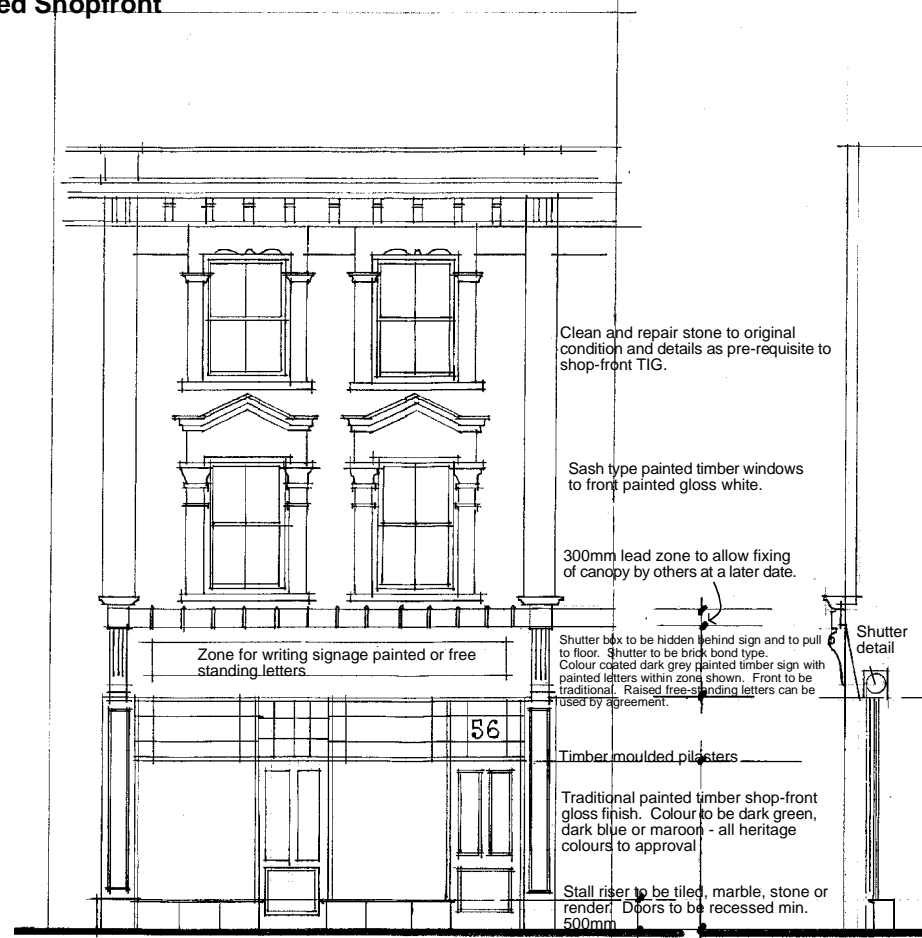 ed Shopfront
Clean and repair stone to original
condition and details as pre-requisite to
shop-front TIG.
Sash type painted timber windows
to front painted gloss white.
300mm lead zone to allow fixing
of canopy by others at a later date.
Shutter box to be hidden behind sign and to pull
to floor. Shutter to be brick bond type.
Colour coated dark grey painted timber sign with
painted letters within zone shown. Front to be
traditional. Raised free-standing letters can be
used by agreement.
Shutter
detail
Zone for writing signage painted or free
standing letters
56
Timber moulded pilasters
Traditional painted timber shop-front
gloss finish. Colour to be dark green,
dark blue or maroon - all heritage
colours to approval
Stall riser to be tiled, marble, stone or
render. Doors to be recessed min.
500mm